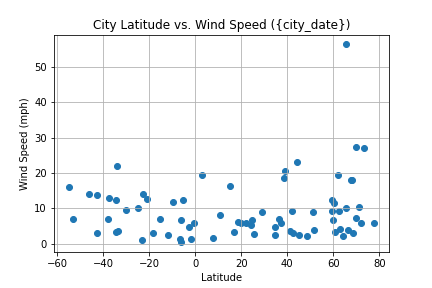 City Latitude vs. Wind Speed ({city_date})
50
40
30
20
10
0
Wind Speed (mph)
−60 −40 −20 0 20 40 60 80
Latitude